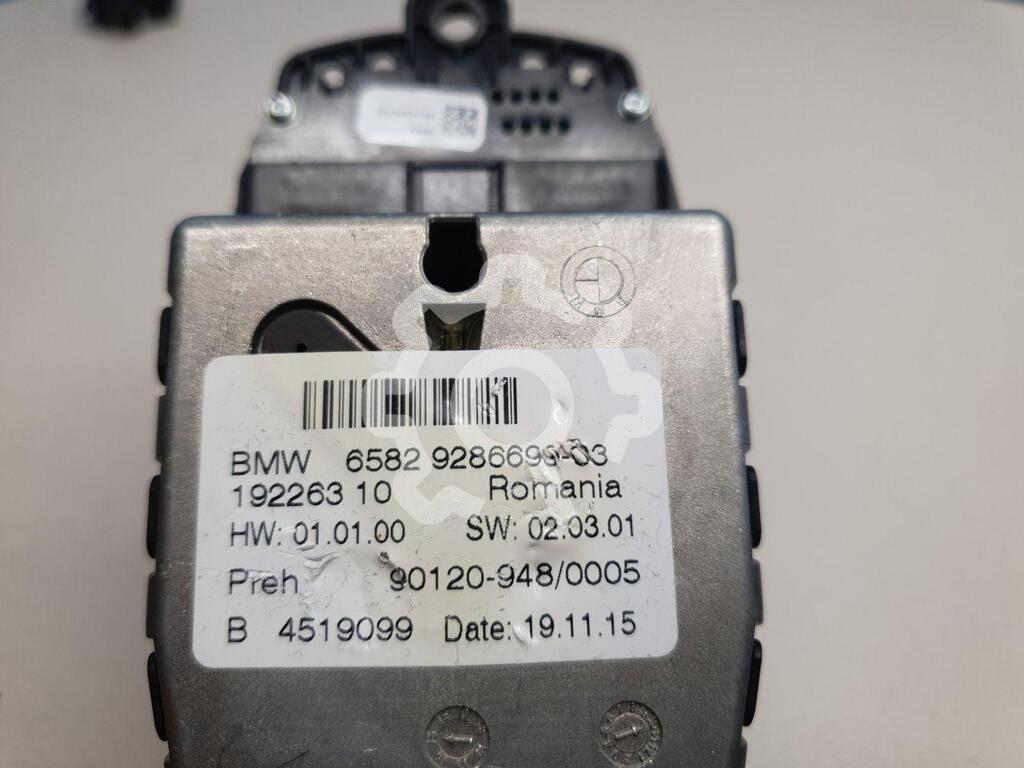 BMW 6582 9286699-03
192263 10 Romania
HW: 01.01.00 SW: 02.03.01
Preh 90120-948/0005
B 4519099 Date: 19.11.15